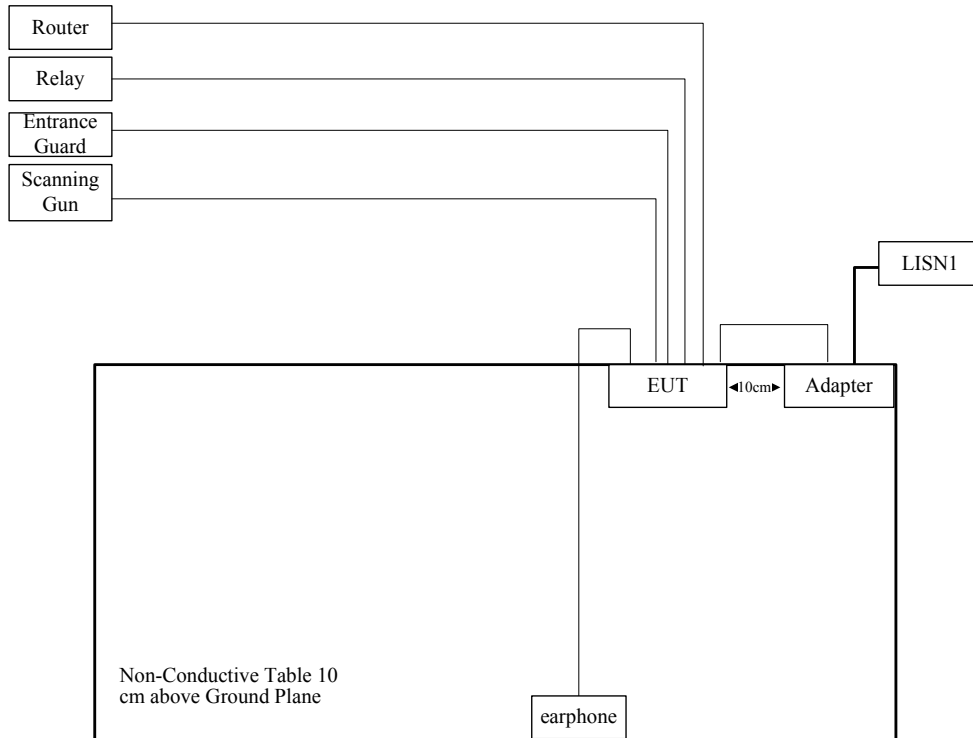 Router
Relay
Entrance
Guard
Scanning
Gun
LISN1
EUT
10cm
Adapter
Non-Conductive Table 10
cm above Ground Plane
earphone